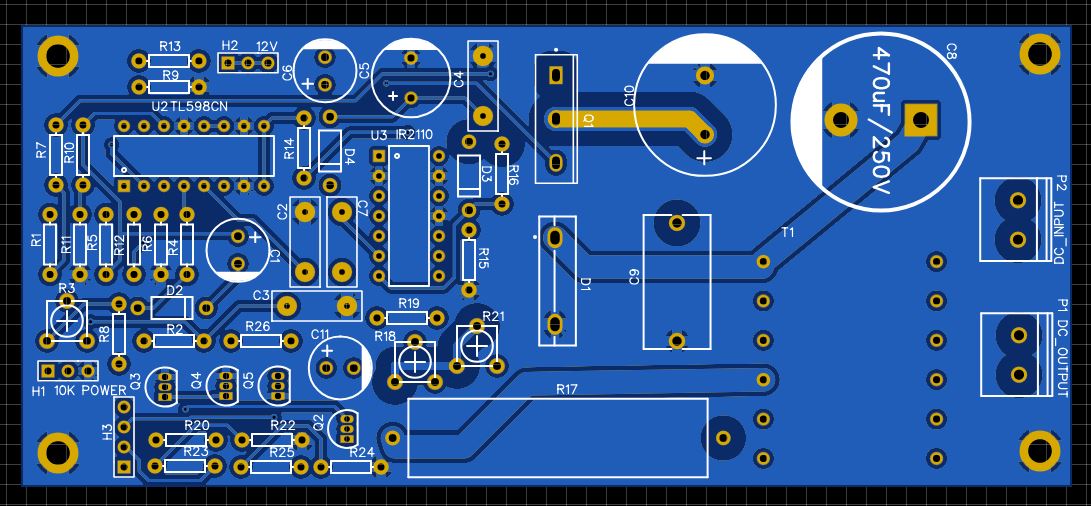 R13
H2 12V
R9
C6
C5
C4
C10
C8
470uF/250V
U2 TL598CN
R7
R10
R14
D4
U3 IR2110
D3
R16
Q1
P2
C2
C7
T1
R1
R11
R5
R12
R6
R4
C1
R15
D1
C9
R3
D2
C3
R19
R21
P1 DC_OUTPUT
R8
R2
R26
C11
R18
H1 10K POWER
Q3
Q4
Q5
R17
H3
R20
R22
Q2
R23
R25
R24